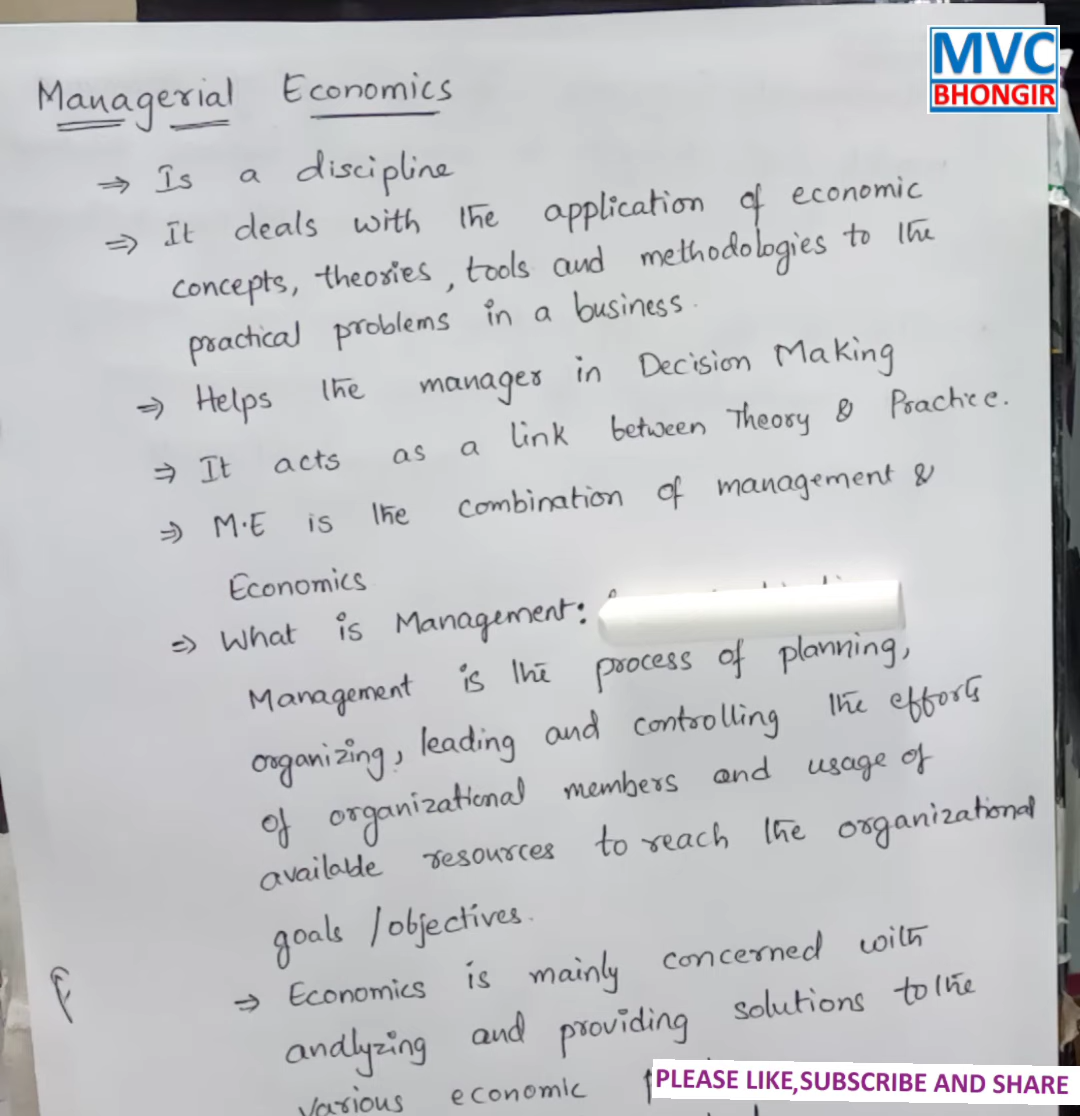 MVC
BHONGIR
Managerial Economics
⇒ Is a discipline
⇒ It deals with the application of economic
concepts, theories, tools and methodologies to the
practical problems in a business.
⇒ Helps the manager in Decision Making
⇒ It acts as a link between Theory & Practice.
⇒ M.E is the combination of management &
Economics
⇒ What is Management:
Management is the process of planning,
organizing, leading and controlling the efforts
of organizational members and usage of
available resources to reach the organizational
goals /objectives.
⇒ Economics is mainly concerned with
andlyzing and providing solutions to the
various economic
PLEASE LIKE,SUBSCRIBE AND SHARE